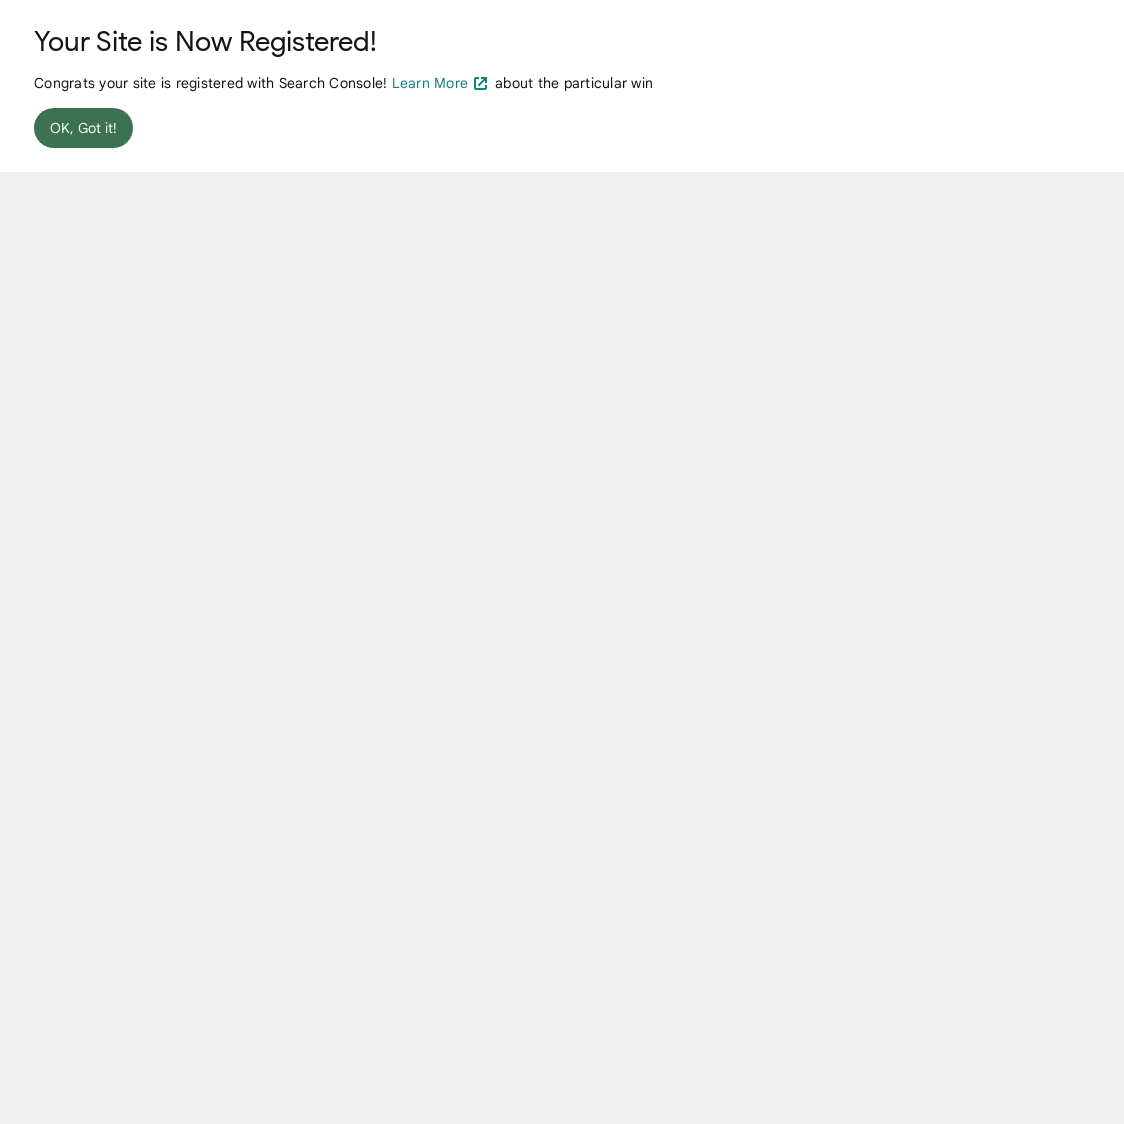 Your Site is Now Registered!
Congrats your site is registered with Search Console! Learn More about the particular win
OK, Got it!